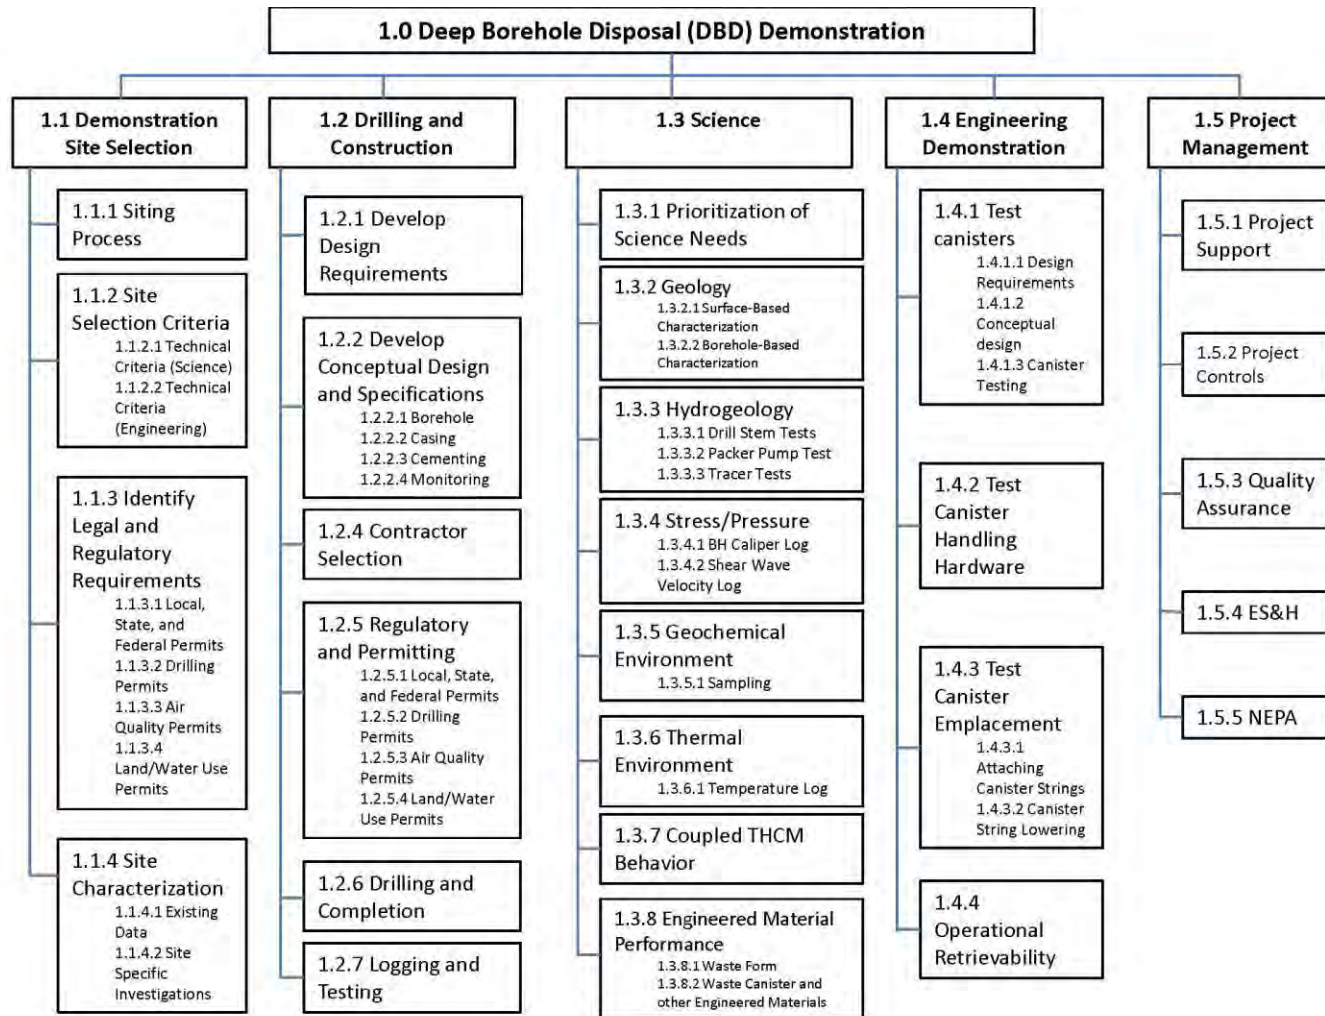 1.0 Deep Borehole Disposal (DBD) Demonstration
1.1 Demonstration
Site Selection
1.1.1 Siting
Process
1.1.2 Site
Selection Criteria
1.1.2.1 Technical
Criteria (Science)
1.1.2.2 Technical
Criteria
(Engineering)
1.1.3 Identify
Legal and
Regulatory
Requirements
1.1.3.1 Local,
State, and
Federal Permits
1.1.3.2 Drilling
Permits
1.1.3.3 Air
Quality Permits
1.1.3.4
Land/Water Use
Permits
1.1.4 Site
Characterization
1.1.4.1 Existing
Data
1.1.4.2 Site
Specific
Investigations
1.2 Drilling and
Construction
1.2.1 Develop
Design
Requirements
1.2.2 Develop
Conceptual Design
and Specifications
1.2.2.1 Borehole
1.2.2.2 Casing
1.2.2.3 Cementing
1.2.2.4 Monitoring
1.2.4 Contractor
Selection
1.2.5 Regulatory
and Permitting
1.2.5.1 Local, State,
and Federal Permits
1.2.5.2 Drilling
Permits
1.2.5.3 Air Quality
Permits
1.2.5.4 Land/Water
Use Permits
1.2.6 Drilling and
Completion
1.2.7 Logging and
Testing
1.3 Science
1.3.1 Prioritization of
Science Needs
1.3.2 Geology
1.3.2.1 Surface-Based
Characterization
1.3.2.2 Borehole-Based
Characterization
1.3.3 Hydrogeology
1.3.3.1 Drill Stem Tests
1.3.3.2 Packer Pump Test
1.3.3.3 Tracer Tests
1.3.4 Stress/Pressure
1.3.4.1 BH Caliper Log
1.3.4.2 Shear Wave
Velocity Log
1.3.5 Geochemical
Environment
1.3.5.1 Sampling
1.3.6 Thermal
Environment
1.3.6.1 Temperature Log
1.3.7 Coupled THCM
Behavior
1.3.8 Engineered Material
Performance
1.3.8.1 Waste Form
1.3.8.2 Waste Canister and
other Engineered Materials
1.4 Engineering
Demonstration
1.4.1 Test
canisters
1.4.1.1 Design
Requirements
1.4.1.2
Conceptual
design
1.4.1.3 Canister
Testing
1.4.2 Test
Canister
Handling
Hardware
1.4.3 Test
Canister
Emplacement
1.4.3.1
Attaching
Canister Strings
1.4.3.2 Canister
String Lowering
1.4.4
Operational
Retrievability
1.5 Project
Management
1.5.1 Project
Support
1.5.2 Project
Controls
1.5.3 Quality
Assurance
1.5.4 ES&H
1.5.5 NEPA